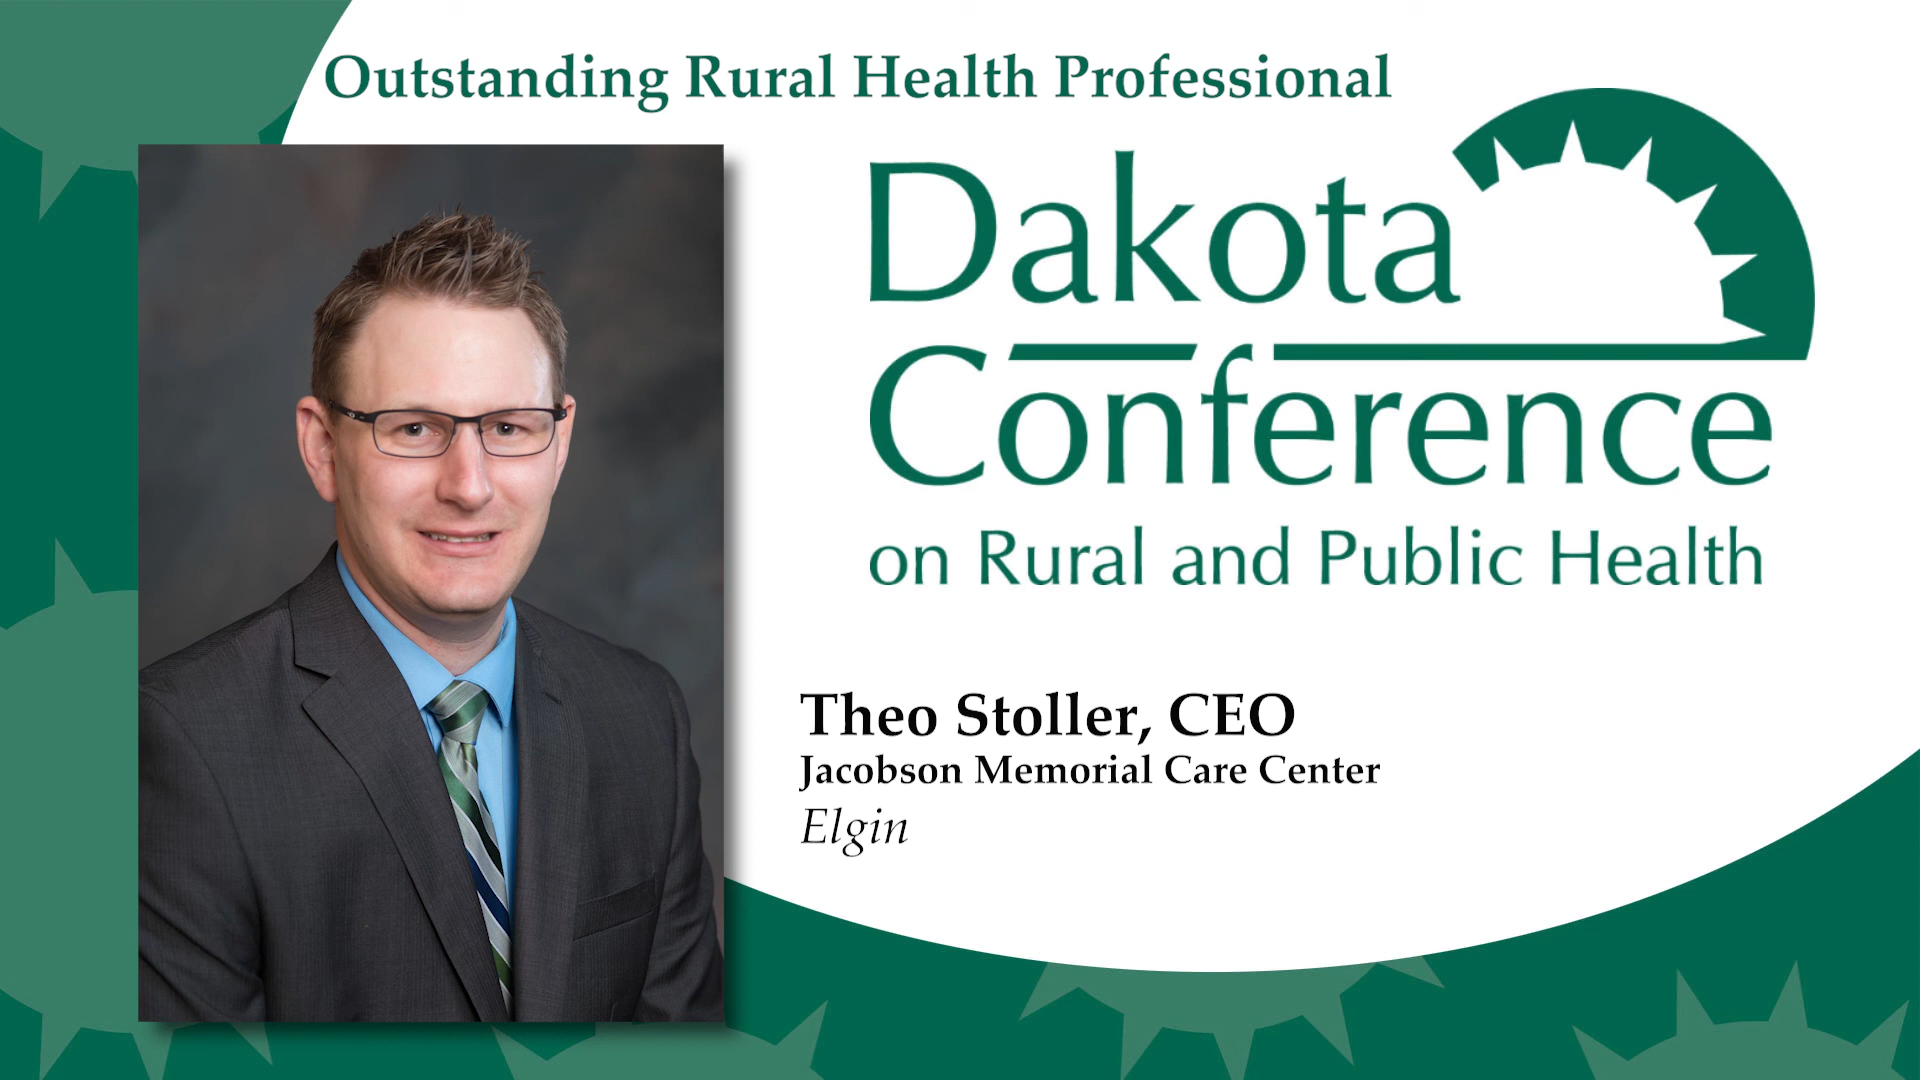 Outstanding Rural Health Professional
Dakota
Conference
on Rural and Public Health
Theo Stoller, CEO
Jacobson Memorial Care Center
Elgin